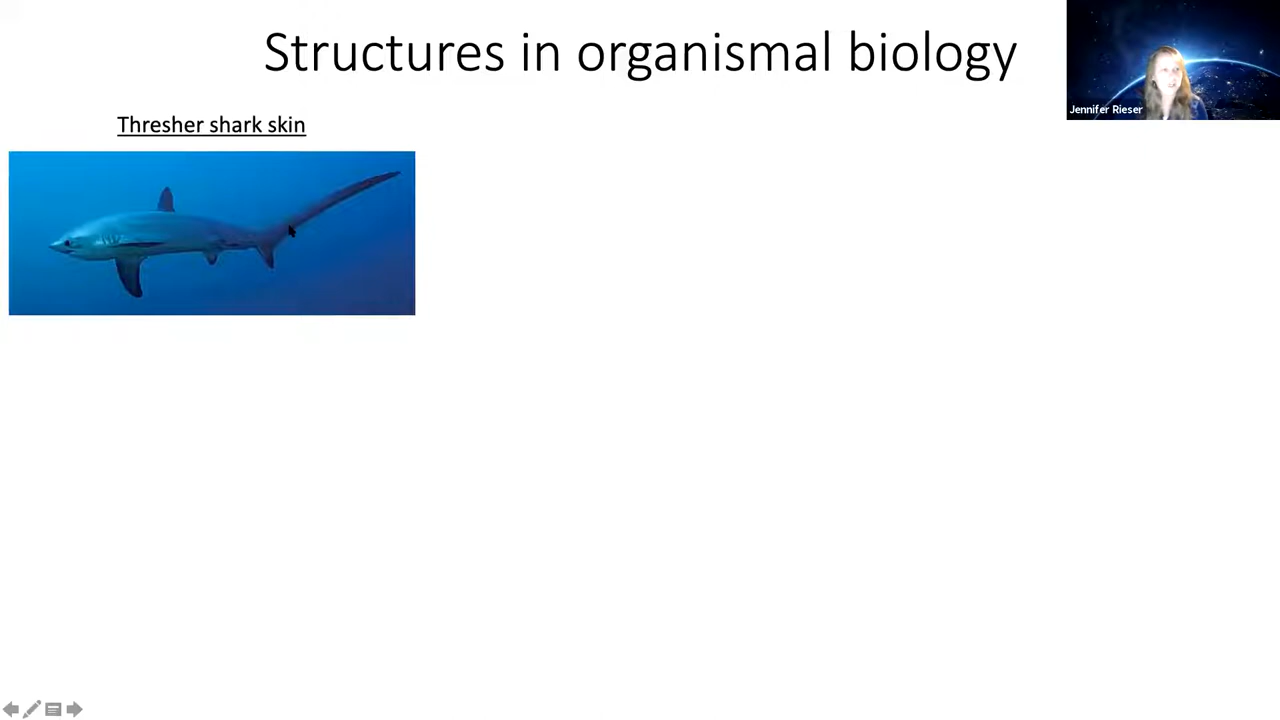 Structures in organismal biology
Jennifer Rieser
Thresher shark skin